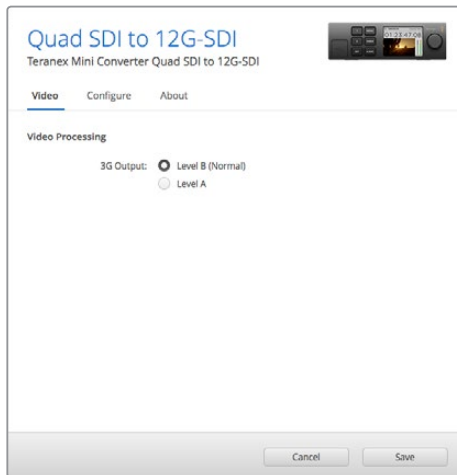 Quad SDI to 12G-SDI
Teranex Mini Converter Quad SDI to 12G-SDI
Video Configure About
Video Processing
3G Output: Level B (Normal)
Level A
Cancel Save